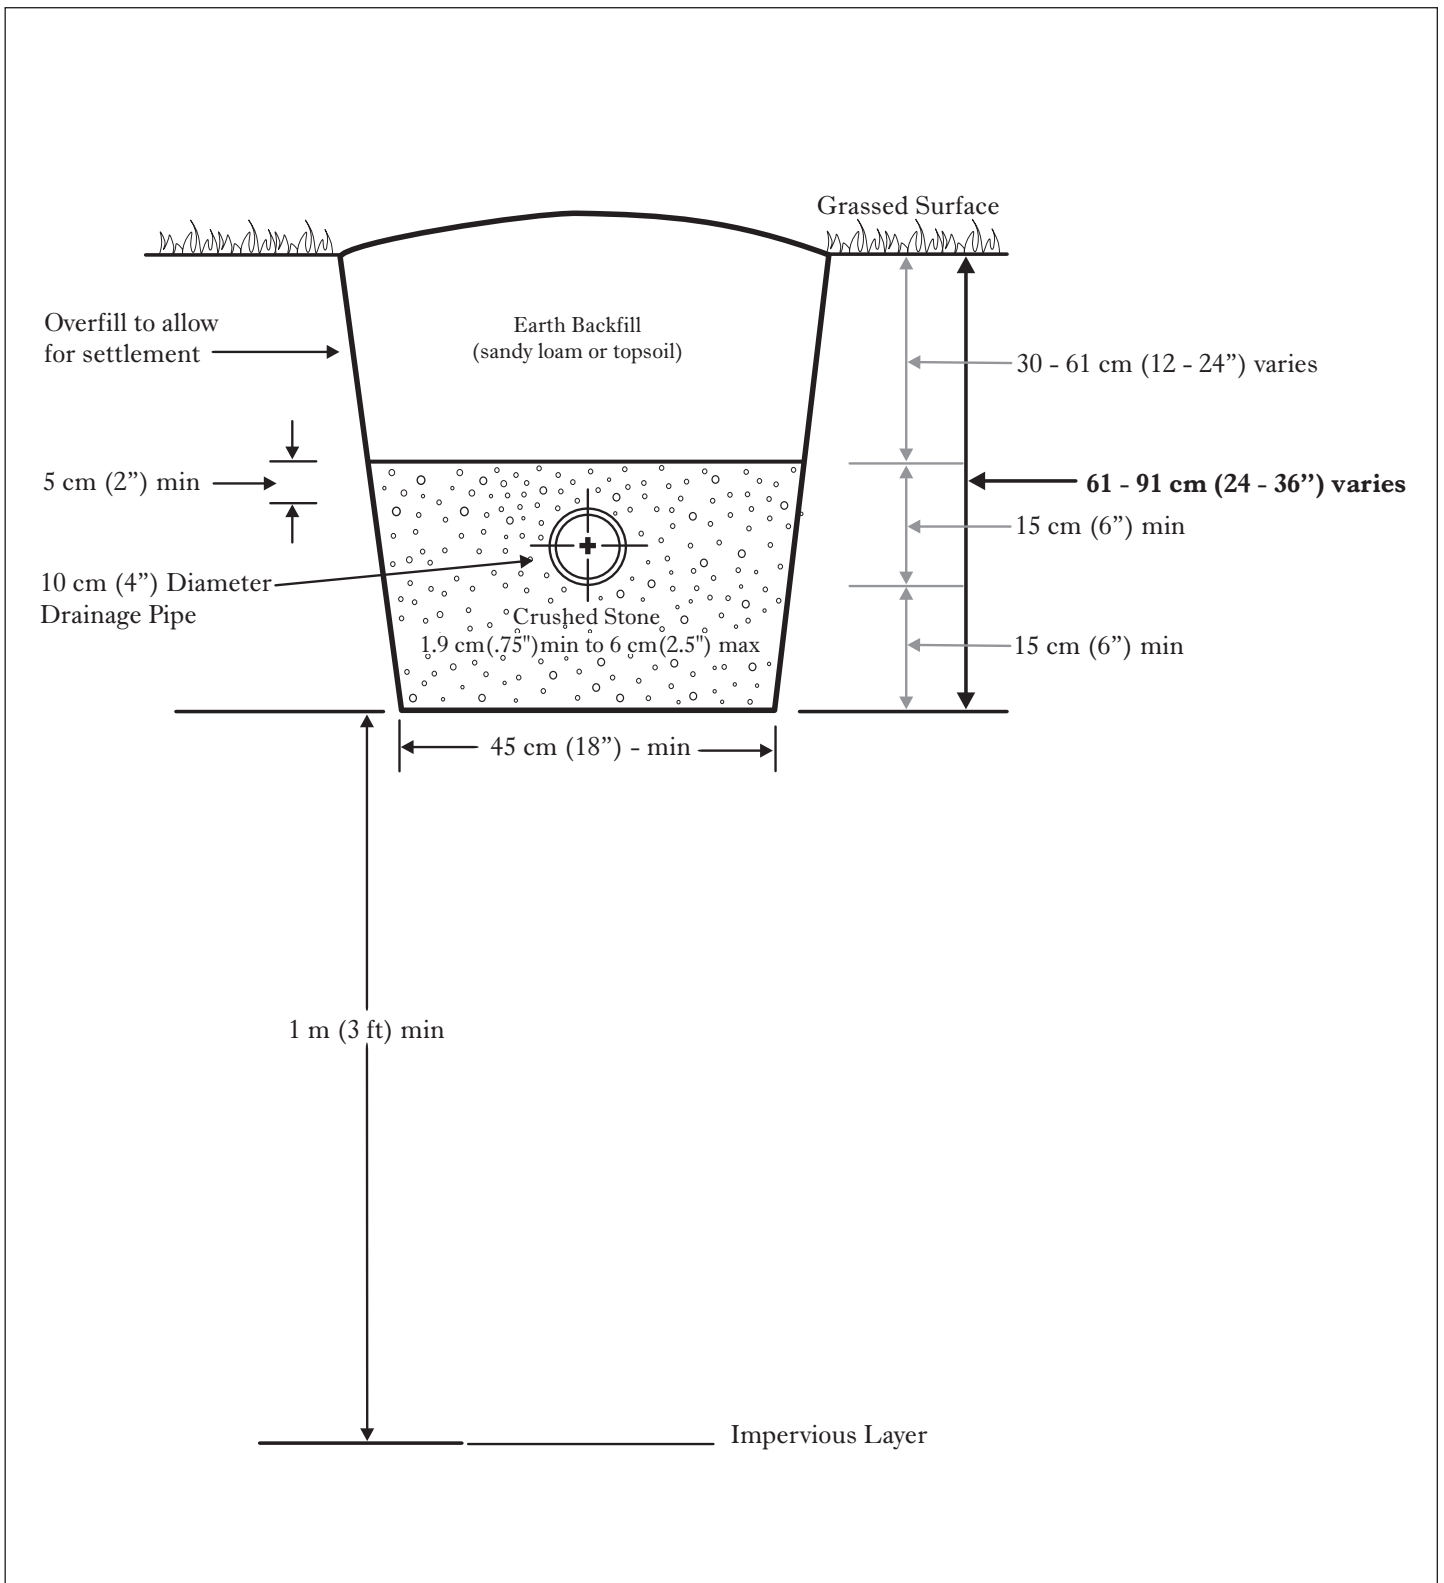 Grassed Surface
Overfill to allow
for settlement
Earth Backfill
(sandy loam or topsoil)
30 - 61 cm (12 - 24”) varies
5 cm (2”) min
61 - 91 cm (24 - 36”) varies
15 cm (6”) min
10 cm (4”) Diameter
Drainage Pipe
Crushed Stone
1.9 cm(.75")min to 6 cm(2.5") max
15 cm (6”) min
45 cm (18”) - min
1 m (3 ft) min
Impervious Layer